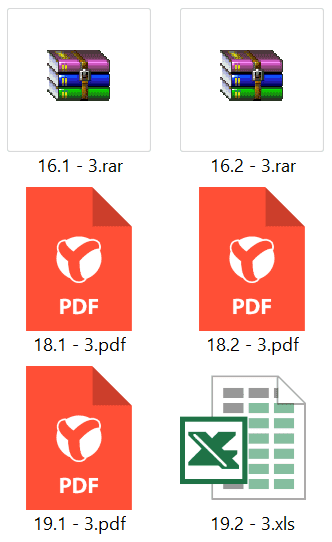 16.1 - 3.rar
16.2 - 3.rar
PDF
PDF
18.1 - 3.pdf
18.2 - 3.pdf
PDF
19.1 - 3.pdf
19.2 - 3.xls